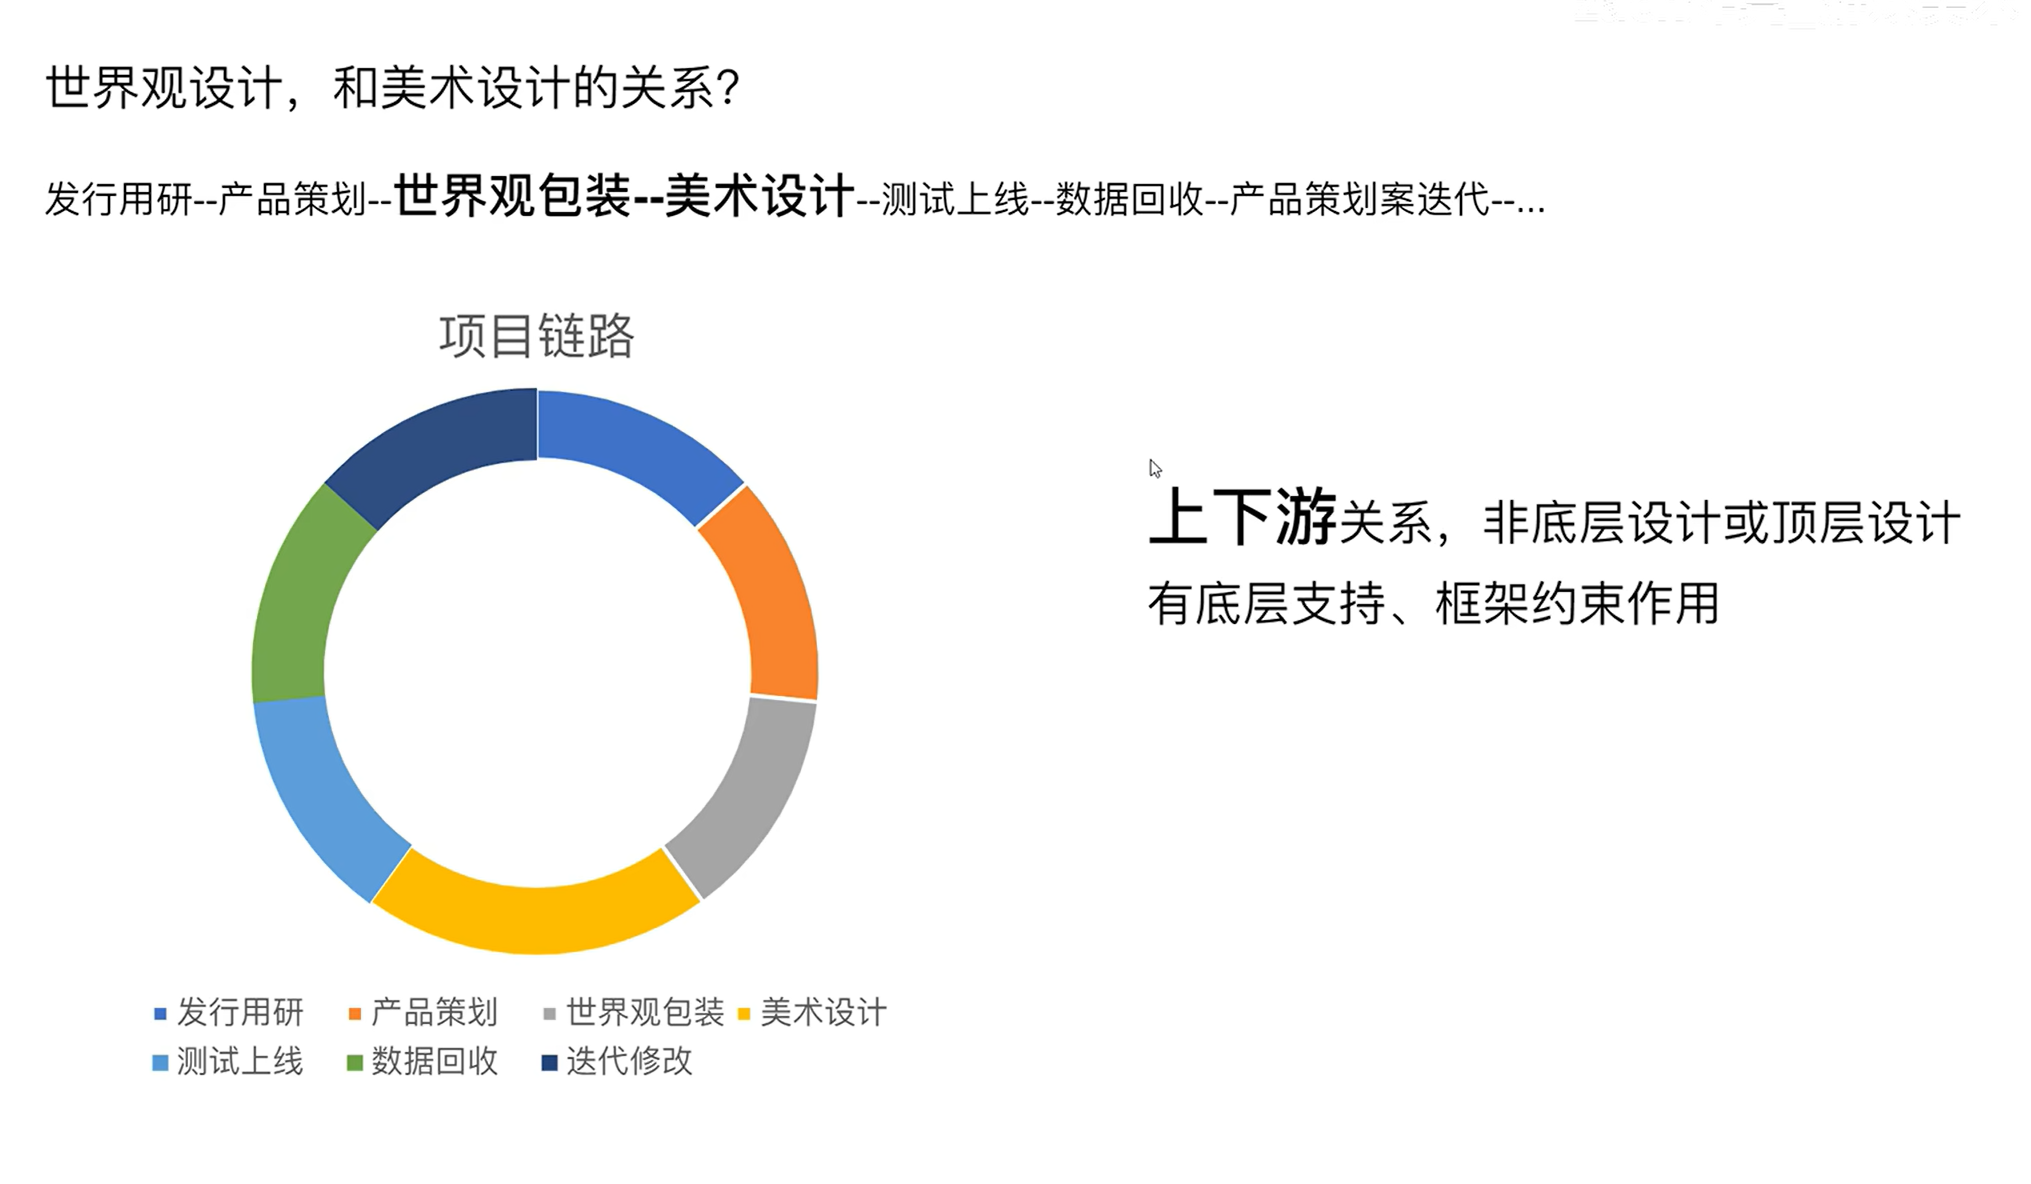 世界观设计，和美术设计的关系？
发行用研--产品策划--世界观包装--美术设计--测试上线--数据回收--产品策划案迭代--...
项目链路
上下游关系，非底层设计或顶层设计
有底层支持、框架约束作用
发行用研 产品策划 世界观包装 美术设计
测试上线 数据回收 迭代修改